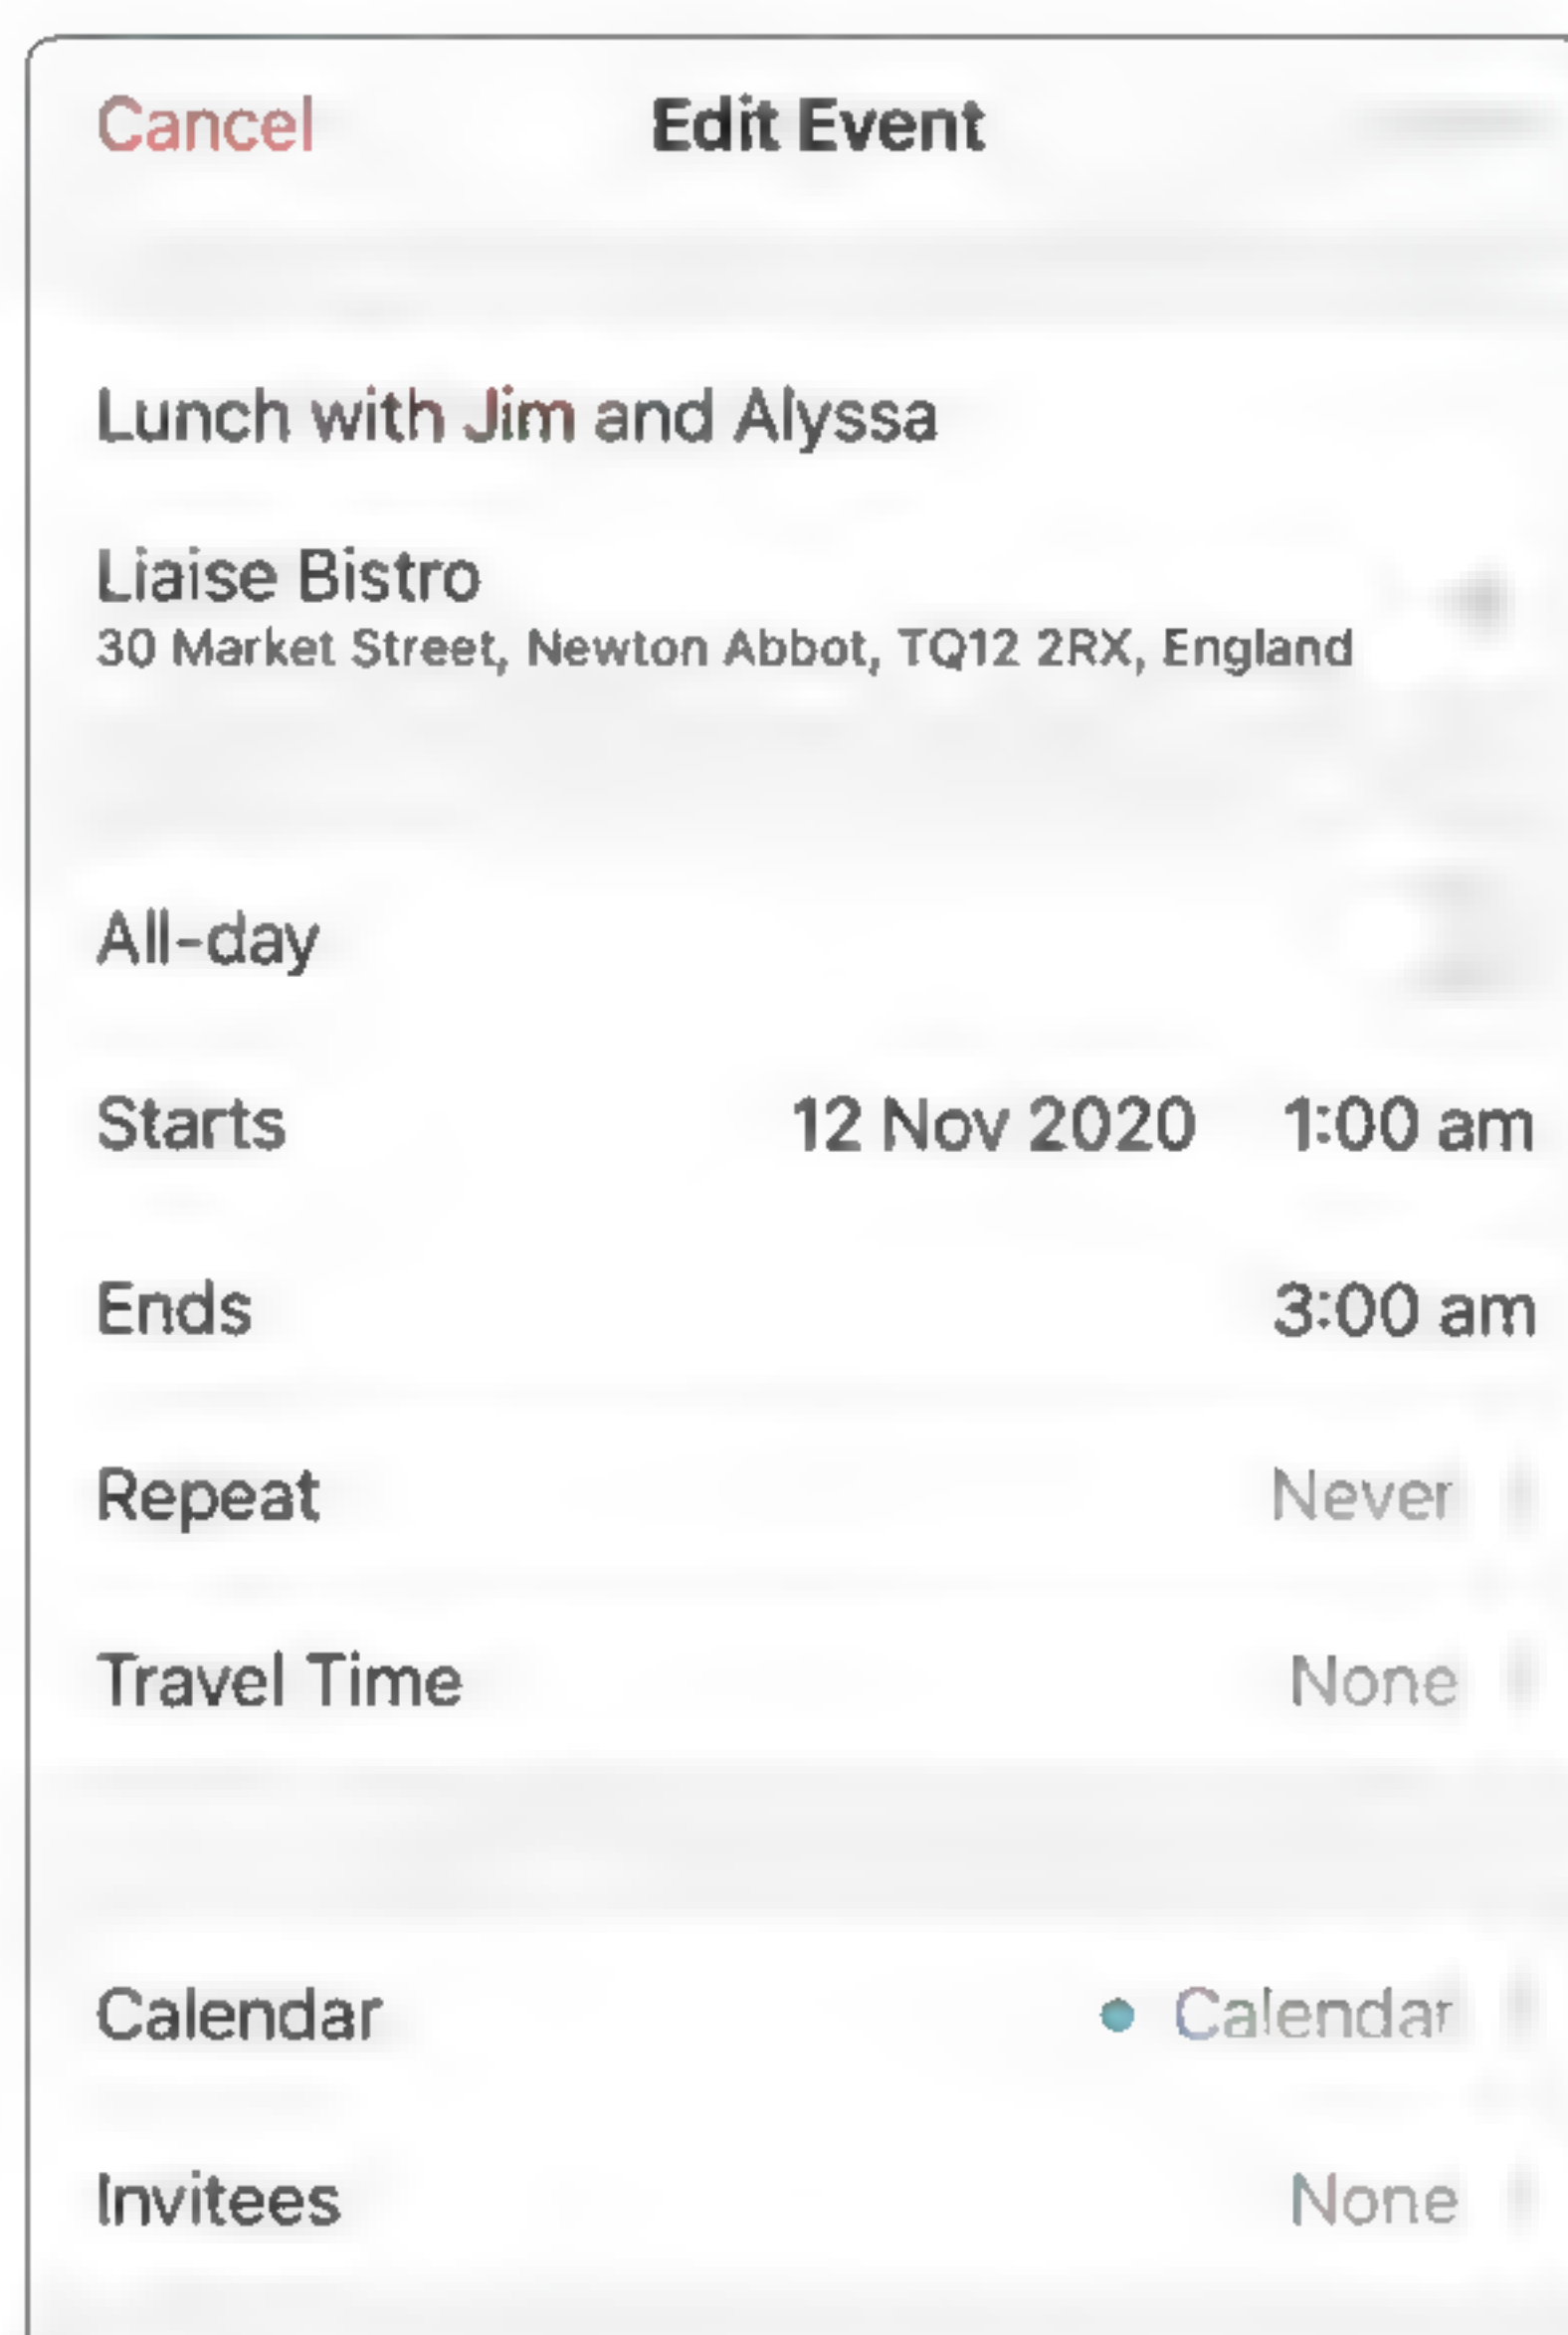 Cancel Edit Event
Lunch with Jim and Alyssa
Liaise Bistro
30 Market Street, Newton Abbot, TQ12 2RX, England
All-day
Starts 12 Nov 2020 1:00 am
Ends 3:00 am
Repeat Never
Travel Time None
Calendar Calendar
Invitees None